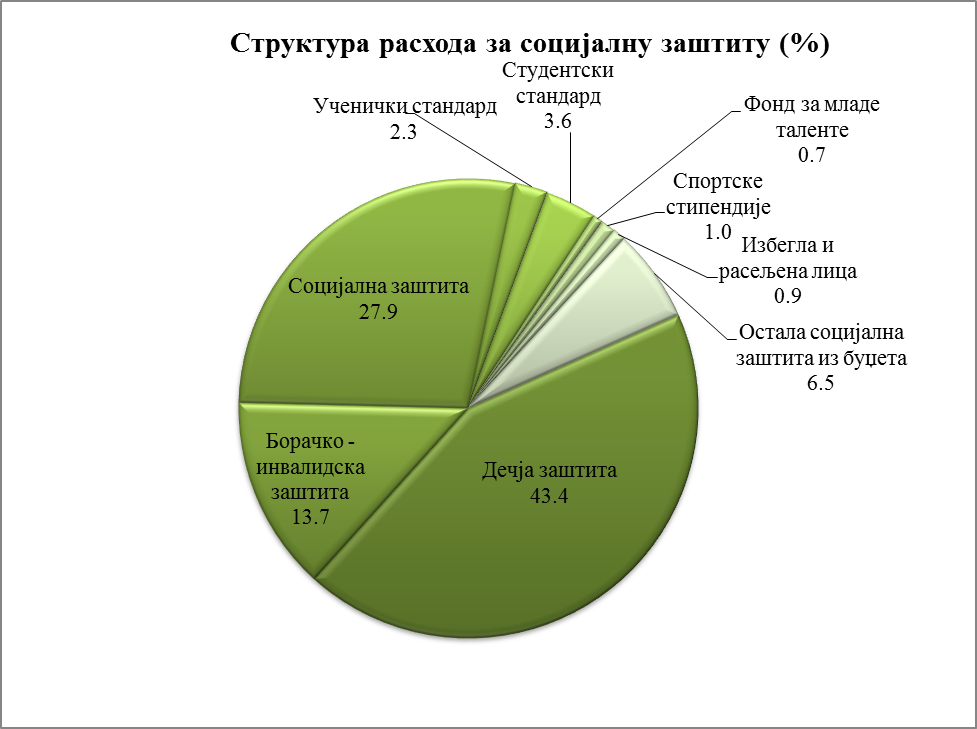 Структура расхода за социјалну заштиту (%)
Студентски
стандард
3.6
Ученички стандард
2.3
Фонд за младе
таленте
0.7
Спортске
стипендије
1.0
Избегла и
расељена лица
0.9
Остала социјална
заштита из буџета
6.5
Социјална заштита
27.9
Борачко -
инвалидска
заштита
13.7
Дечја заштита
43.4